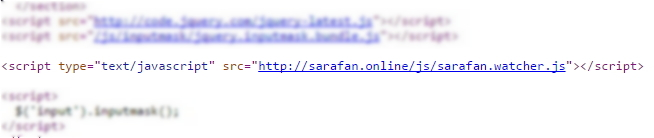 </section>
<script src="http://code.jquery.com/jquery-latest.js"></script>
<script src="/js/inputmask/jquery.inputmask.bundle.js"></script>
<script type="text/javascript" src="http://sarafan.online/js/sarafan.watcher.js"></script>
<script>
$('input').inputmask();
</script>